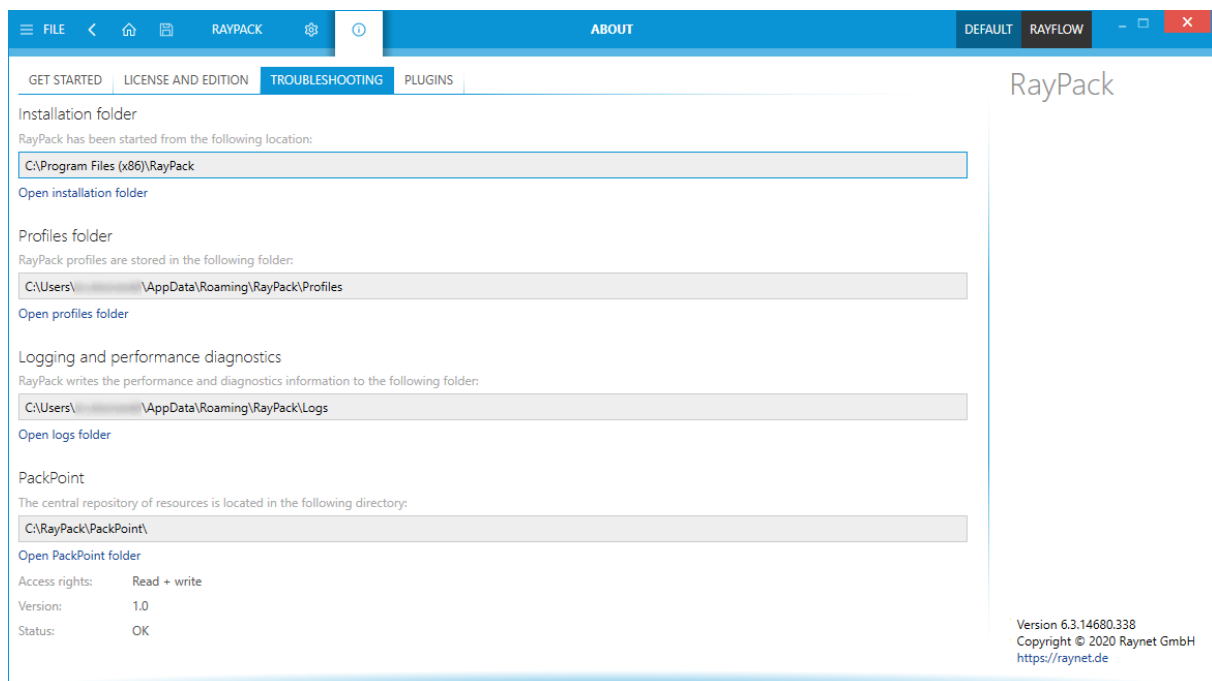 FILE RAYPACK ABOUT DEFAULT RAYFLOW
GET STARTED LICENSE AND EDITION TROUBLESHOOTING PLUGINS
RayPack
Installation folder
RayPack has been started from the following location:
C:\Program Files (x86)\RayPack
Open installation folder
Profiles folder
RayPack profiles are stored in the following folder:
C:\Users\ \AppData\Roaming\RayPack\Profiles
Open profiles folder
Logging and performance diagnostics
RayPack writes the performance and diagnostics information to the following folder:
C:\Users\ \AppData\Roaming\RayPack\Logs
Open logs folder
PackPoint
The central repository of resources is located in the following directory:
C:\RayPack\PackPoint\
Open PackPoint folder
Access rights: Read + write
Version: 1.0
Status: OK
Version 6.3.14680.338
Copyright © 2020 Raynet GmbH
https://raynet.de